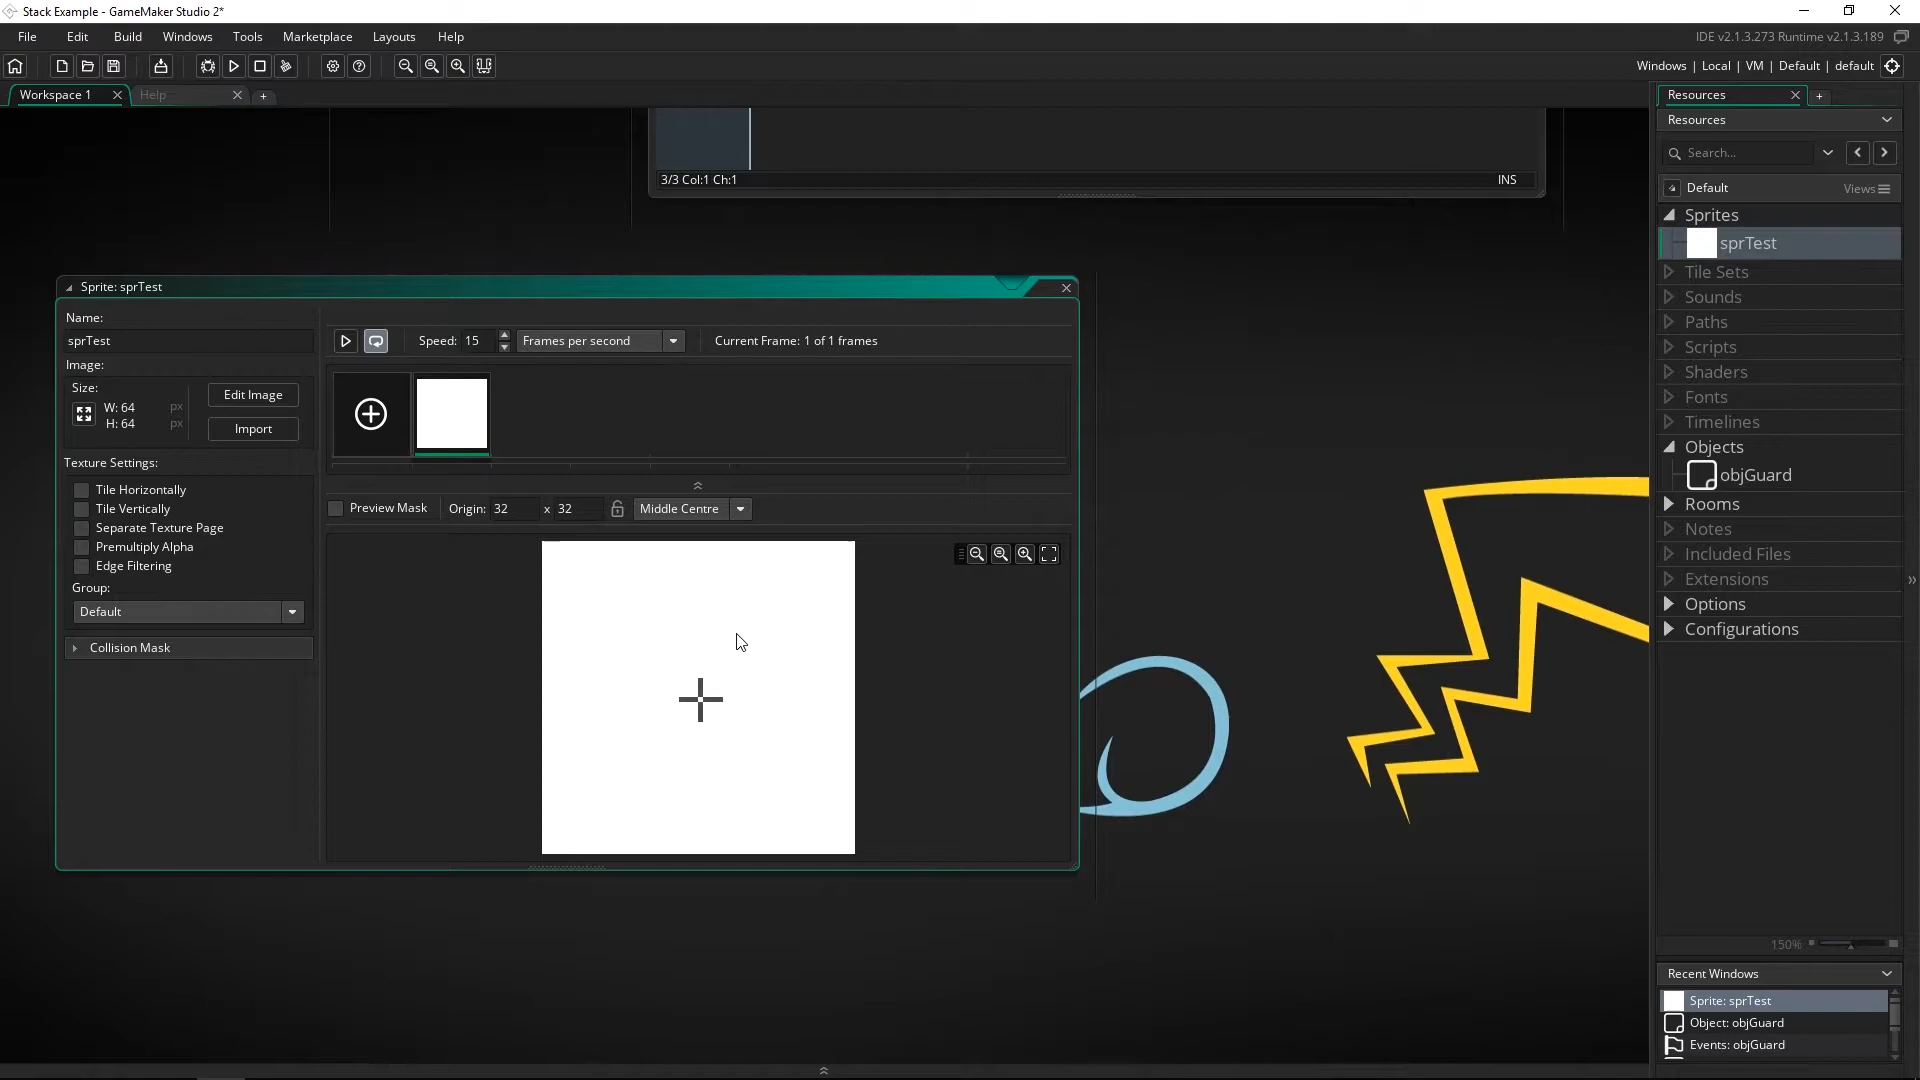 Stack Example - GameMaker Studio 2*
File Edit Build Windows Tools Marketplace Layouts Help
IDE v2.1.3.273 Runtime v2.1.3.189
Windows | Local | VM | Default | default
Workspace 1
Help
Resources
Resources
Search...
Default
Views
Sprites
sprTest
Tile Sets
Sounds
Paths
Scripts
Shaders
Fonts
Timelines
Objects
objGuard
Rooms
Notes
Included Files
Extensions
Options
Configurations
150%
Recent Windows
Sprite: sprTest
Object: objGuard
Events: objGuard
3/3 Col:1 Ch:1
INS
Sprite: sprTest
Name:
sprTest
Image:
Size:
W: 64 px
H: 64 px
Edit Image
Import
Texture Settings:
Tile Horizontally
Tile Vertically
Separate Texture Page
Premultiply Alpha
Edge Filtering
Group:
Default
Collision Mask
Speed: 15 Frames per second Current Frame: 1 of 1 frames
Preview Mask Origin: 32 x 32 Middle Centre